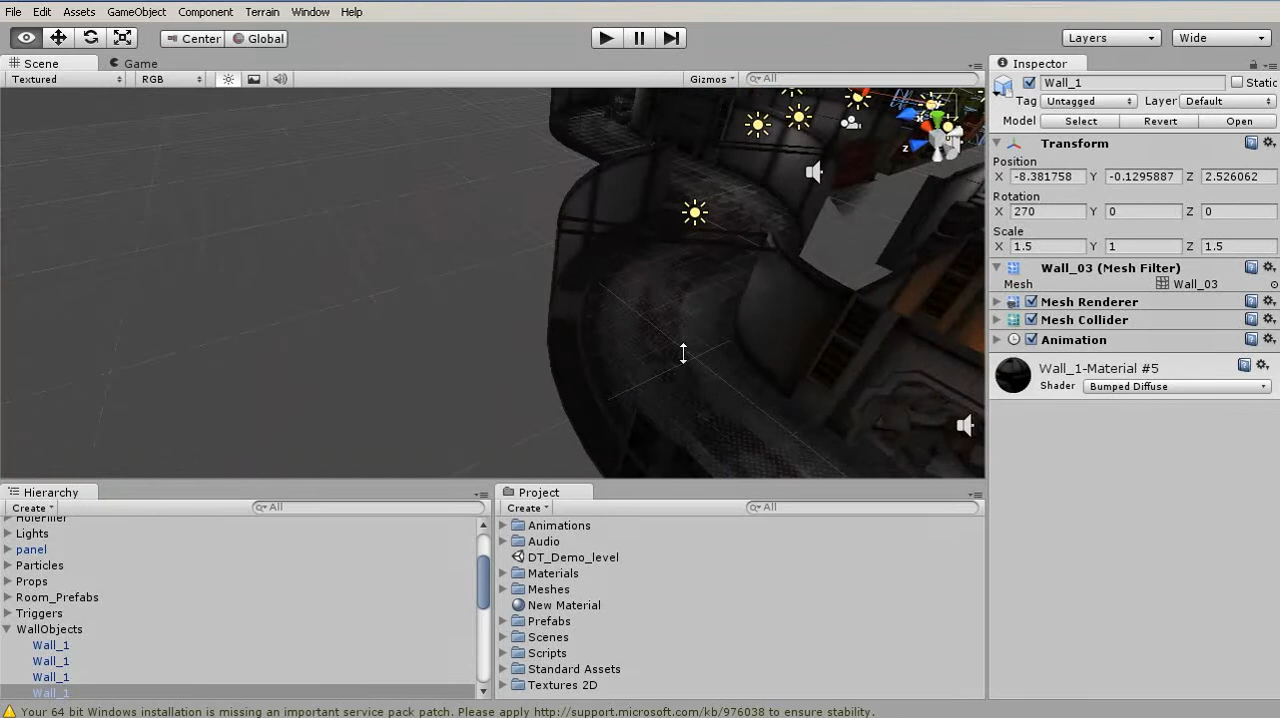 File Edit Assets GameObject Component Terrain Window Help
Center Global Layers Wide
Scene Game Inspector
Textured RGB Gizmos All
Wall_1 Static
Tag Untagged Layer Default
Model Select Revert Open
Transform
Position
X -8.381758 Y -0.1295887 Z 2.526062
Rotation
X 270 Y 0 Z 0
Scale
X 1.5 Y 1 Z 1.5
Wall_03 (Mesh Filter)
Mesh Wall_03
Mesh Renderer
Mesh Collider
Animation
Wall_1-Material #5
Shader Bumped Diffuse
x
z
Hierarchy
Create All
HoleFiller
Lights
panel
Particles
Props
Room_Prefabs
Triggers
WallObjects
Wall_1
Wall_1
Wall_1
Wall_1
Project
Create All
Animations
Audio
DT_Demo_level
Materials
Meshes
New Material
Prefabs
Scenes
Scripts
Standard Assets
Textures 2D
Your 64 bit Windows installation is missing an important service pack patch. Please apply http://support.microsoft.com/kb/976038 to ensure stability.